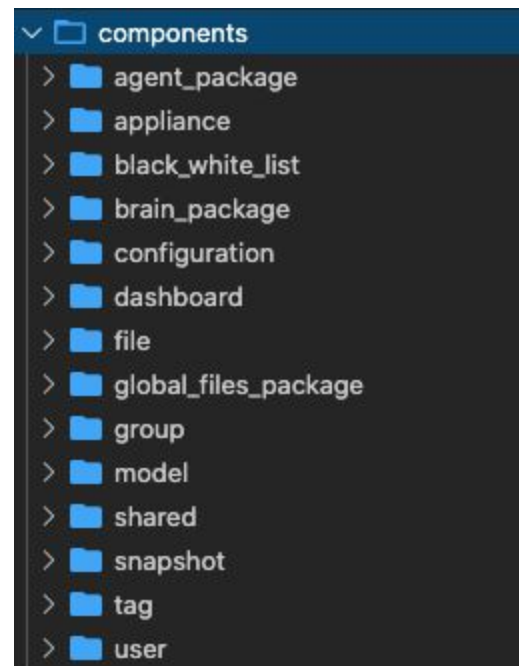 components
agent_package
appliance
black_white_list
brain_package
configuration
dashboard
file
global_files_package
group
model
shared
snapshot
tag
user